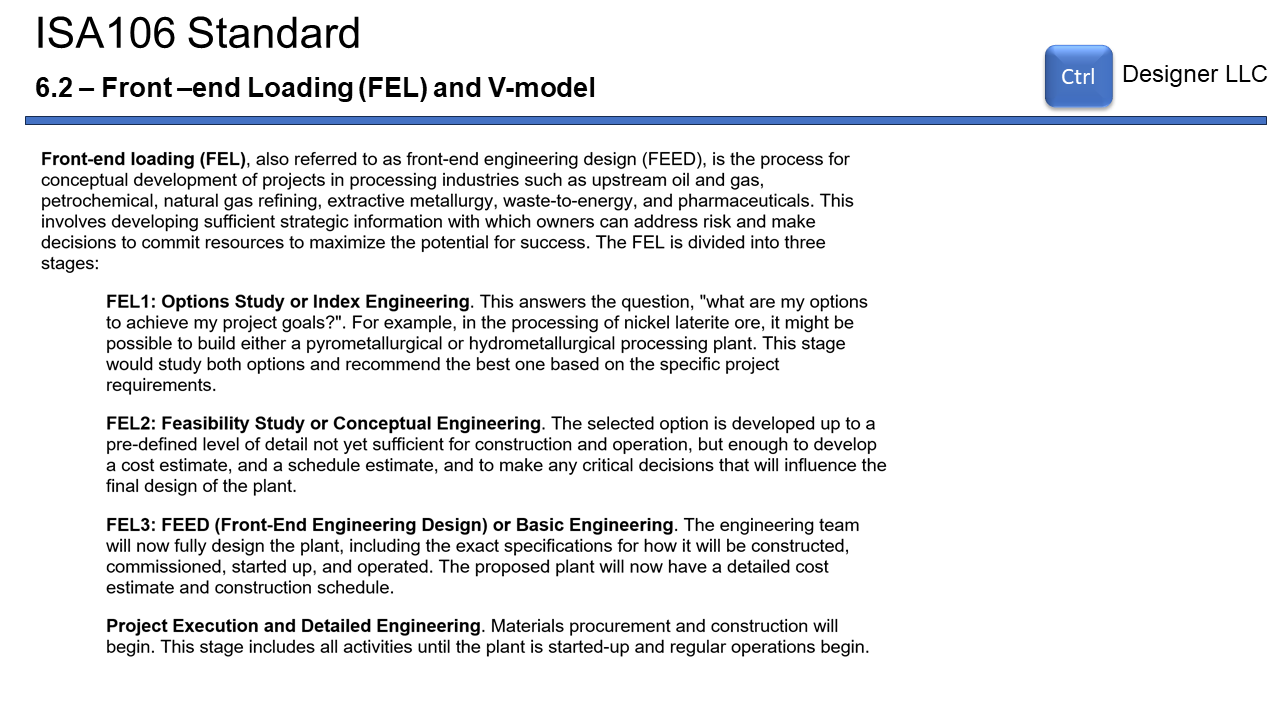 ISA106 Standard
6.2 – Front –end Loading (FEL) and V-model
Ctrl
Designer LLC
Front-end loading (FEL), also referred to as front-end engineering design (FEED), is the process for
conceptual development of projects in processing industries such as upstream oil and gas,
petrochemical, natural gas refining, extractive metallurgy, waste-to-energy, and pharmaceuticals. This
involves developing sufficient strategic information with which owners can address risk and make
decisions to commit resources to maximize the potential for success. The FEL is divided into three
stages:
FEL1: Options Study or Index Engineering. This answers the question, "what are my options
to achieve my project goals?". For example, in the processing of nickel laterite ore, it might be
possible to build either a pyrometallurgical or hydrometallurgical processing plant. This stage
would study both options and recommend the best one based on the specific project
requirements.
FEL2: Feasibility Study or Conceptual Engineering. The selected option is developed up to a
pre-defined level of detail not yet sufficient for construction and operation, but enough to develop
a cost estimate, and a schedule estimate, and to make any critical decisions that will influence the
final design of the plant.
FEL3: FEED (Front-End Engineering Design) or Basic Engineering. The engineering team
will now fully design the plant, including the exact specifications for how it will be constructed,
commissioned, started up, and operated. The proposed plant will now have a detailed cost
estimate and construction schedule.
Project Execution and Detailed Engineering. Materials procurement and construction will
begin. This stage includes all activities until the plant is started-up and regular operations begin.